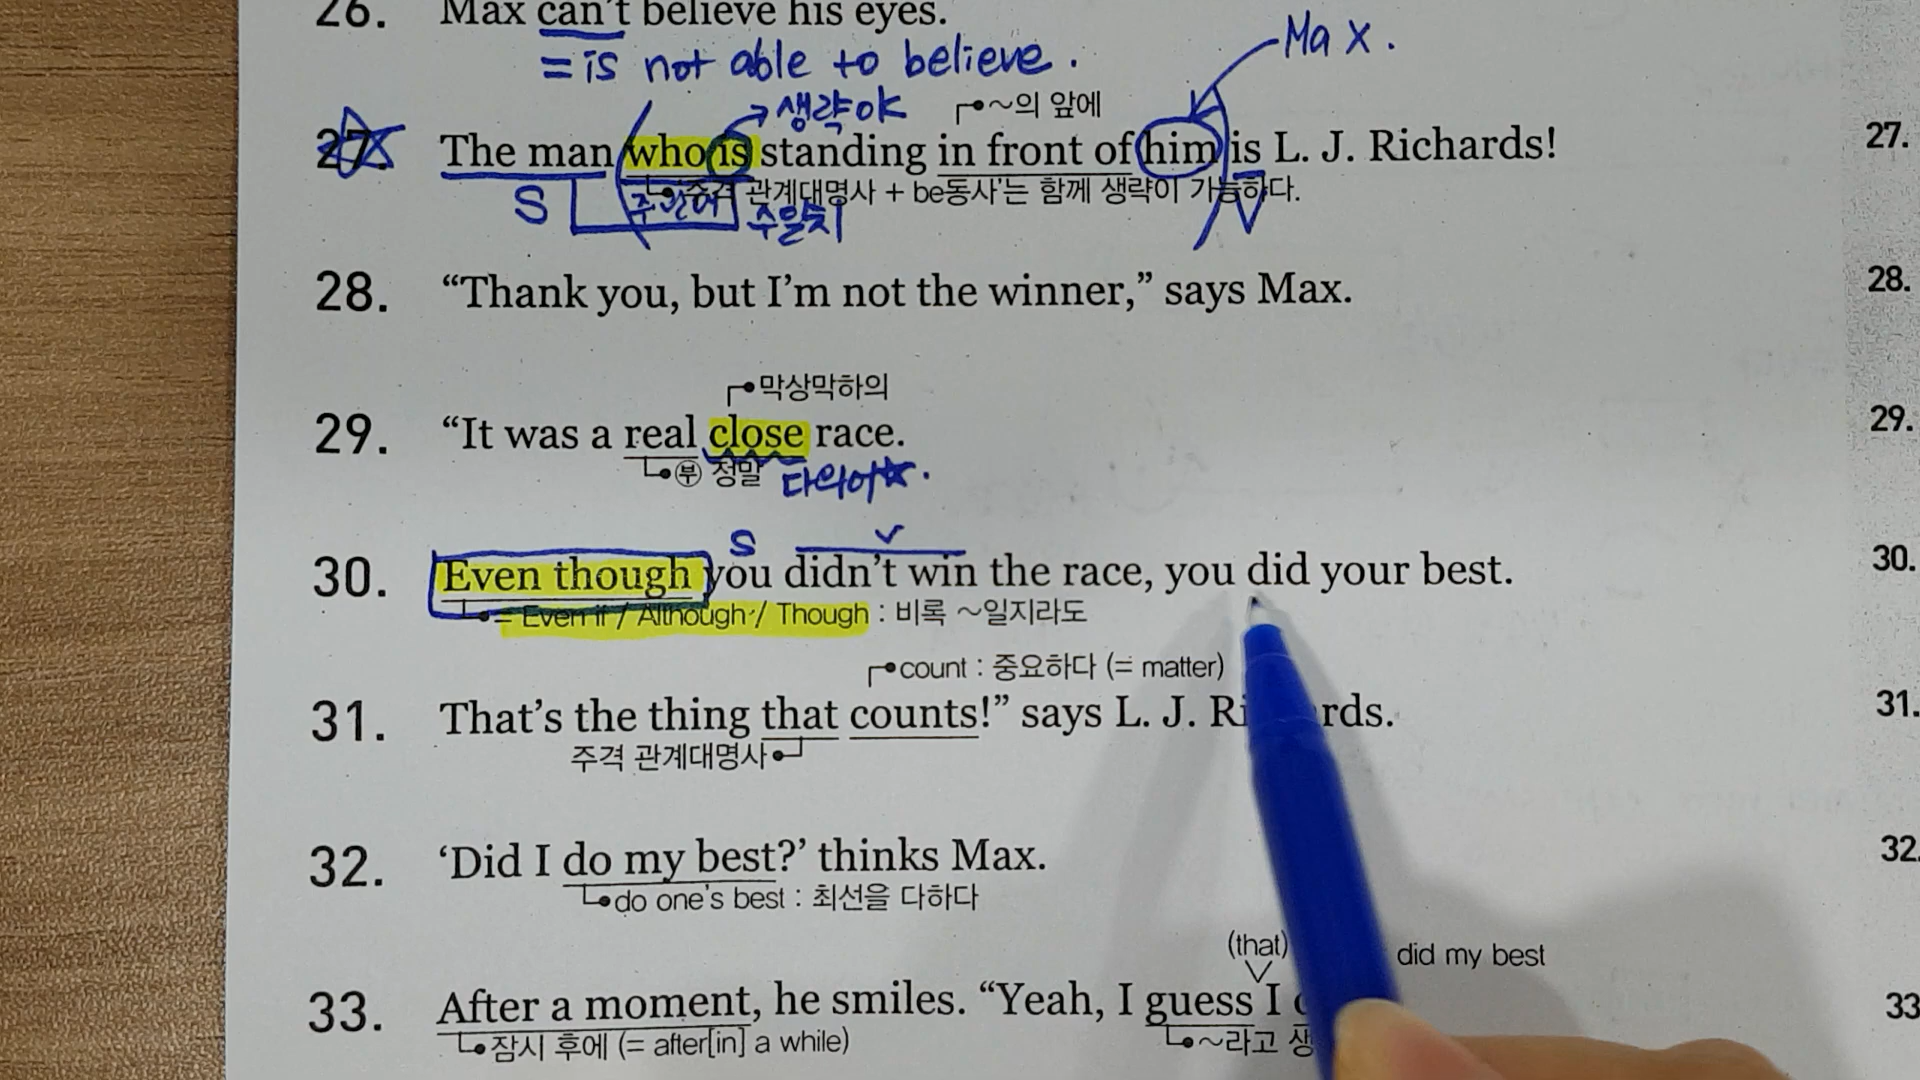 26. Max can't believe his eyes.
= is not able to believe.
Max.
→생략 OK
~의 앞에
27. The man who is standing in front of him is L. J. Richards!
27.
주격 관계대명사 + be동사'는 함께 생략이 가능하다.
S
수일치
V
28. “Thank you, but I'm not the winner,” says Max.
28.
막상막하의
29. “It was a real close race.
29.
㉾ 정말
다의어☆.
S
V
30. Even though you didn't win the race, you did your best.
30.
= Even if / Although / Though : 비록 ~일지라도
count : 중요하다 (= matter)
31. That's the thing that counts!” says L. J. Ri rds.
31.
주격 관계대명사
32. ‘Did I do my best?’ thinks Max.
32.
do one's best : 최선을 다하다
(that)
did my best
33. After a moment, he smiles. “Yeah, I guess I
33
잠시 후에 (= after[in] a while)
~라고 생